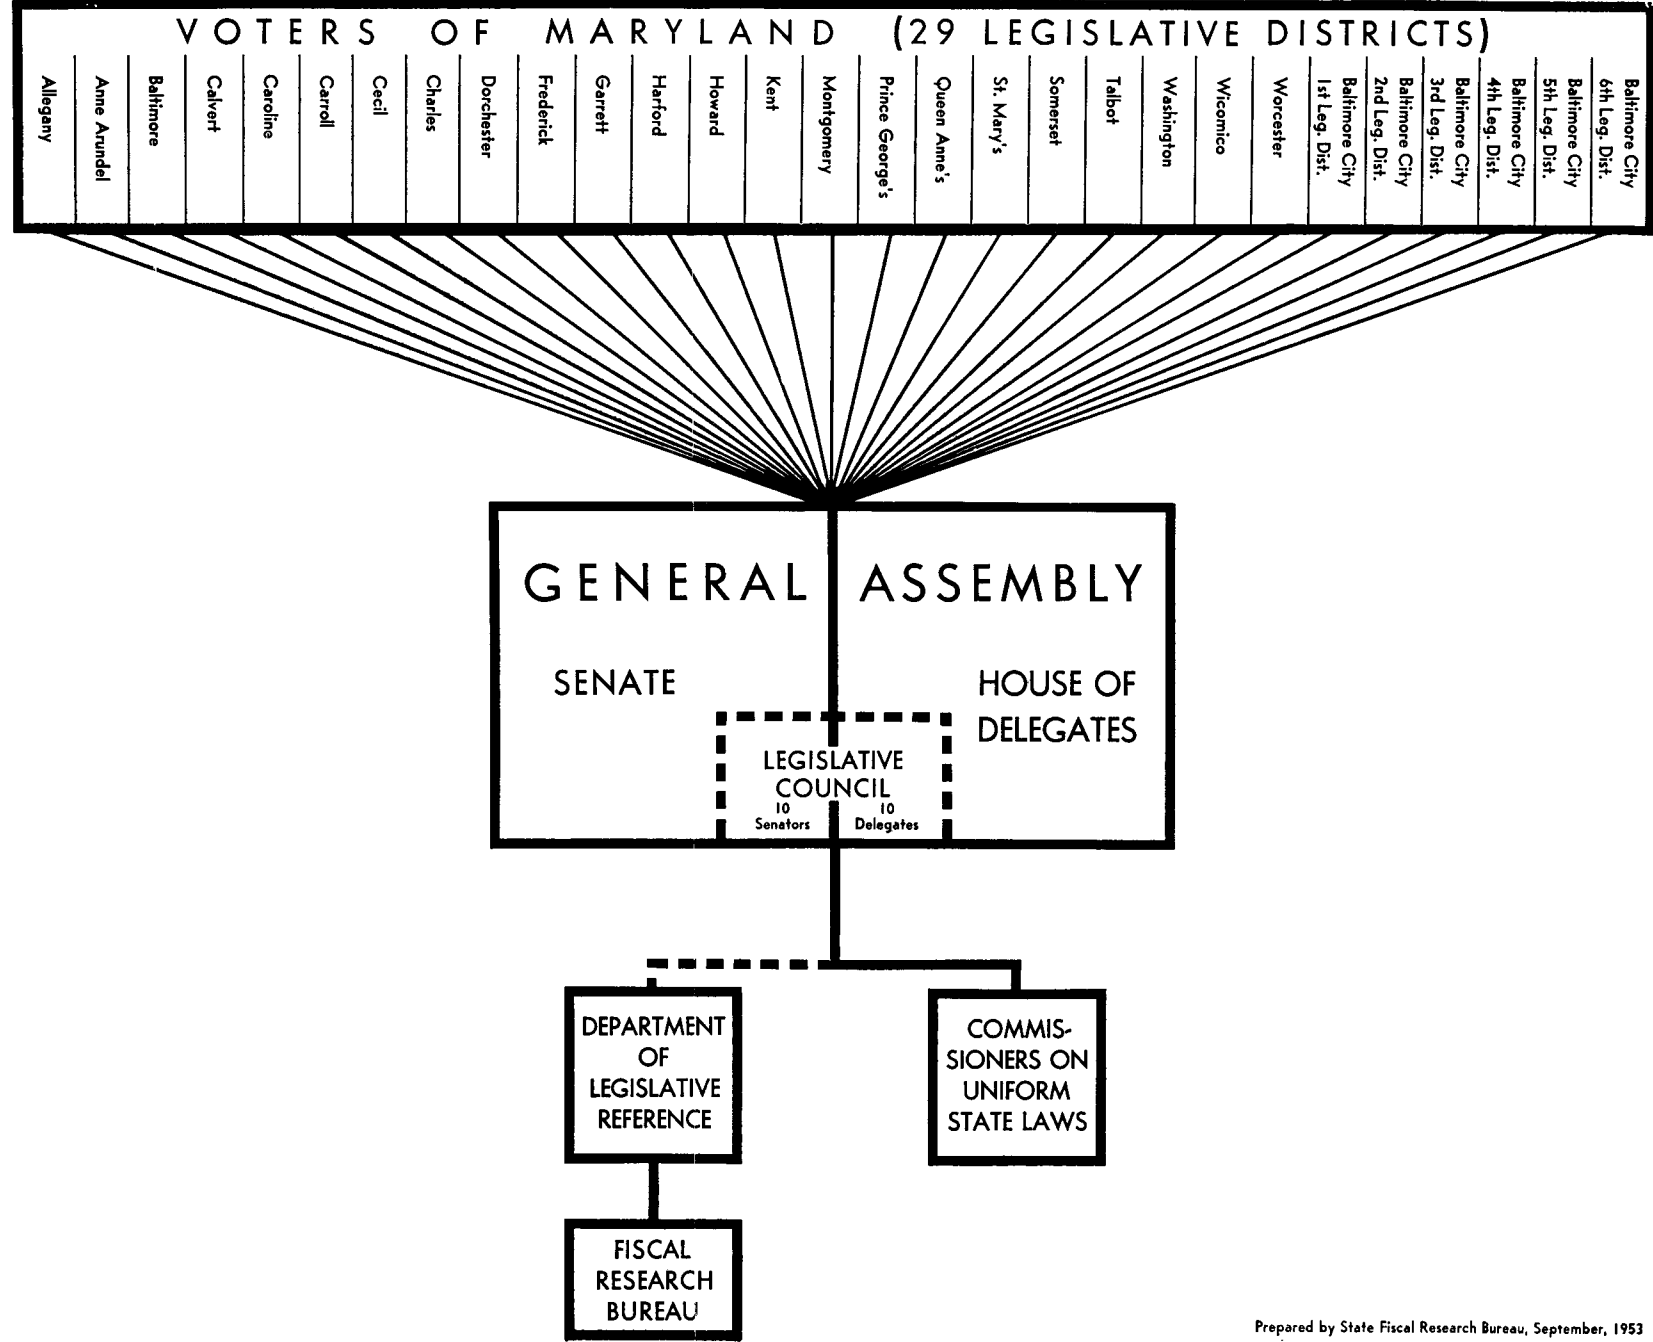 VOTERS OF MARYLAND (29 LEGISLATIVE DISTRICTS)
Allegany
Anne Arundel
Baltimore
Calvert
Caroline
Carroll
Cecil
Charles
Dorchester
Frederick
Garrett
Harford
Howard
Kent
Montgomery
Prince George's
Queen Anne's
St. Mary's
Somerset
Talbot
Washington
Wicomico
Worcester
Baltimore City
1st Leg. Dist.
Baltimore City
2nd Leg. Dist.
Baltimore City
3rd Leg. Dist.
Baltimore City
4th Leg. Dist.
Baltimore City
5th Leg. Dist.
Baltimore City
6th Leg. Dist.
GENERAL ASSEMBLY
SENATE
HOUSE OF
DELEGATES
LEGISLATIVE
COUNCIL
10
Senators
10
Delegates
DEPARTMENT
OF
LEGISLATIVE
REFERENCE
COMMIS-
SIONERS ON
UNIFORM
STATE LAWS
FISCAL
RESEARCH
BUREAU
Prepared by State Fiscal Research Bureau, September, 1953